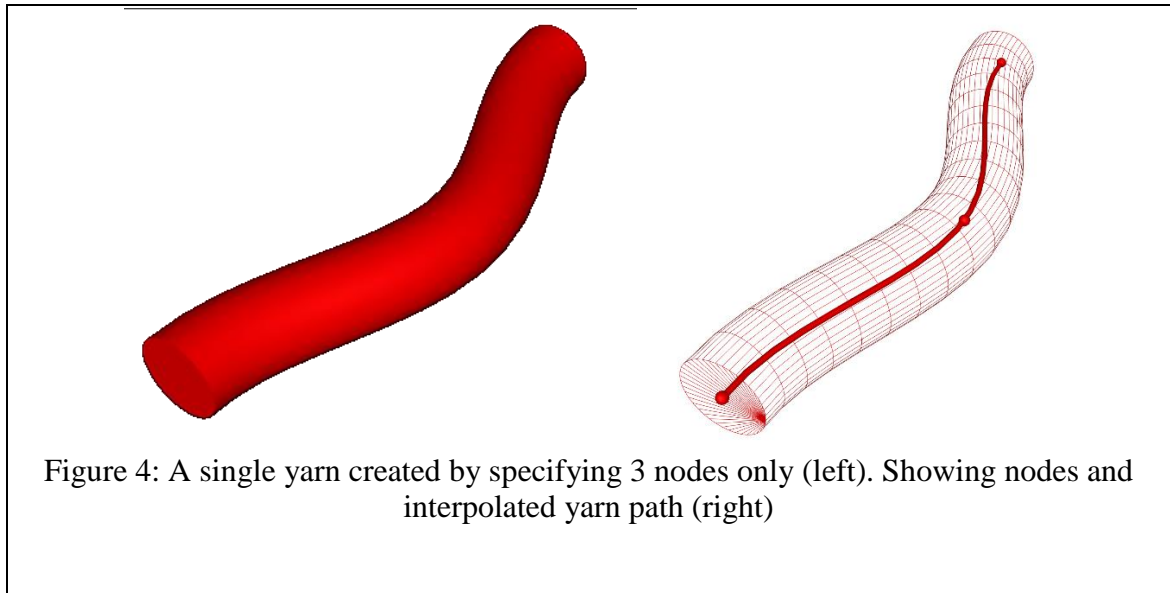 Figure 4: A single yarn created by specifying 3 nodes only (left). Showing nodes and
interpolated yarn path (right)